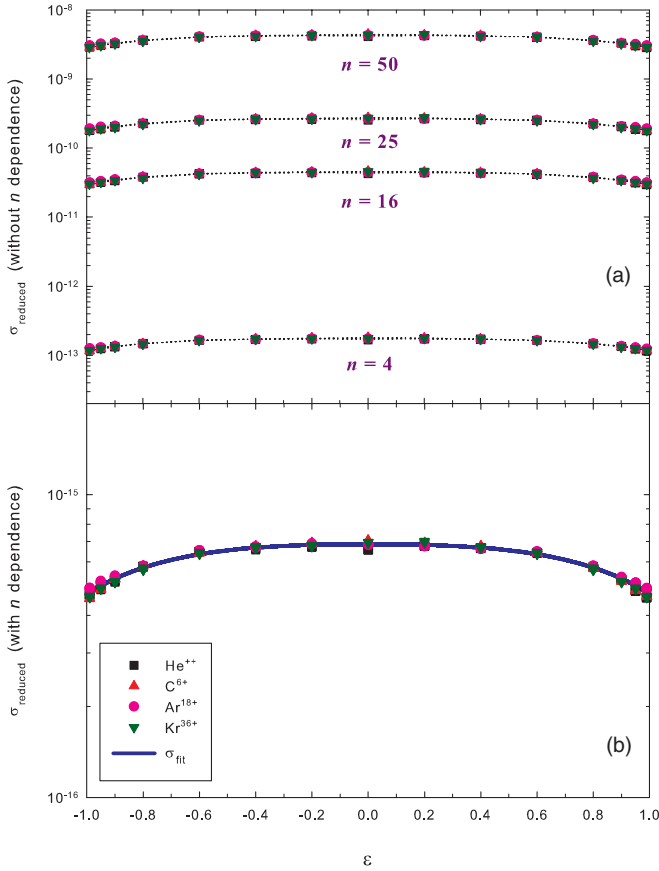 10⁻⁸
10⁻⁹
10⁻¹⁰
10⁻¹¹
10⁻¹²
10⁻¹³
σreduced (without n dependence)
n = 50
n = 25
n = 16
n = 4
(a)
10⁻¹⁵
10⁻¹⁶
σreduced (with n dependence)
He⁺⁺
C⁶⁺
Ar¹⁸⁺
Kr³⁶⁺
σfit
(b)
-1.0 -0.8 -0.6 -0.4 -0.2 0.0 0.2 0.4 0.6 0.8 1.0
ε